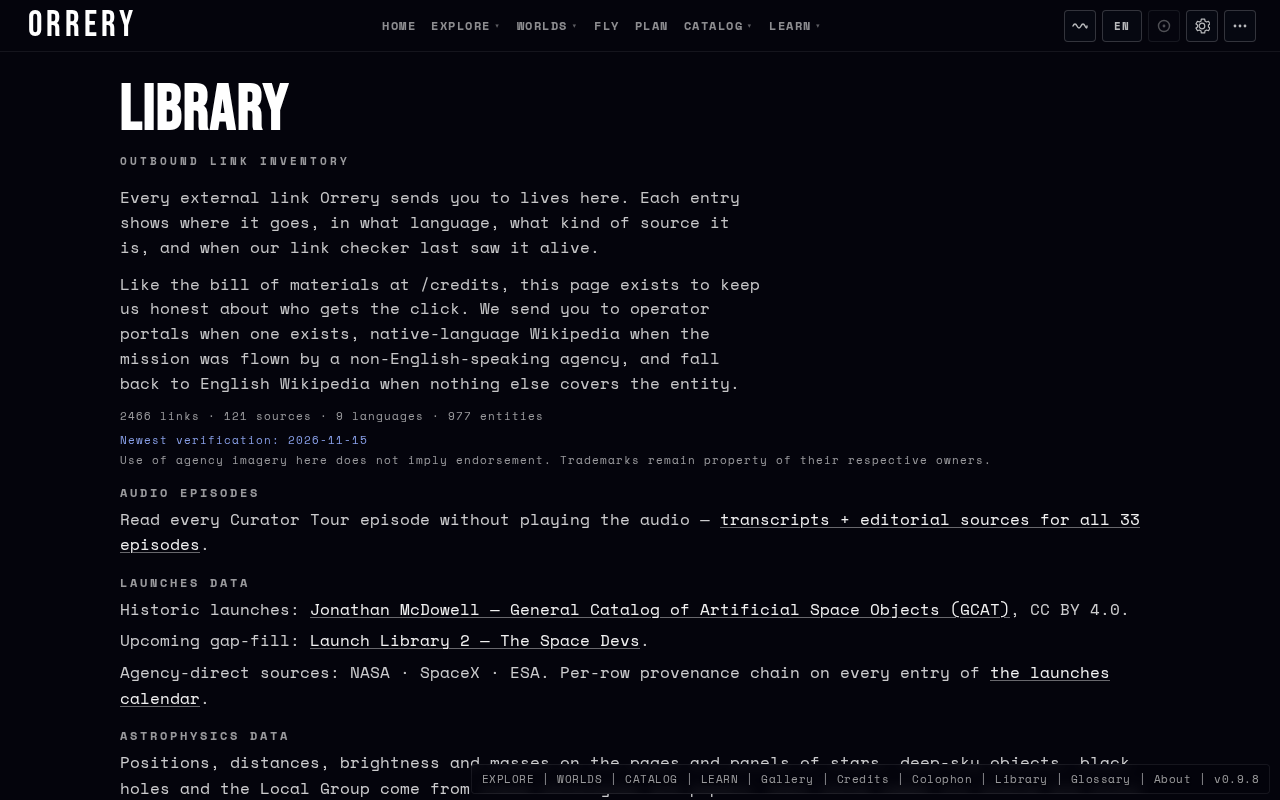 ORRERY
HOME EXPLORE WORLDS FLY PLAN CATALOG LEARN
EN
LIBRARY
OUTBOUND LINK INVENTORY
Every external link Orrery sends you to lives here. Each entry
shows where it goes, in what language, what kind of source it
is, and when our link checker last saw it alive.
Like the bill of materials at /credits, this page exists to keep
us honest about who gets the click. We send you to operator
portals when one exists, native-language Wikipedia when the
mission was flown by a non-English-speaking agency, and fall
back to English Wikipedia when nothing else covers the entity.
2466 links · 121 sources · 9 languages · 977 entities
Newest verification: 2026-11-15
Use of agency imagery here does not imply endorsement. Trademarks remain property of their respective owners.
AUDIO EPISODES
Read every Curator Tour episode without playing the audio — transcripts + editorial sources for all 33
episodes.
LAUNCHES DATA
Historic launches: Jonathan McDowell — General Catalog of Artificial Space Objects (GCAT), CC BY 4.0.
Upcoming gap-fill: Launch Library 2 — The Space Devs.
Agency-direct sources: NASA · SpaceX · ESA. Per-row provenance chain on every entry of the launches
calendar.
ASTROPHYSICS DATA
Positions, distances, brightness and masses on the pages and panels of stars, deep-sky objects, black
holes and the Local Group come from
EXPLORE | WORLDS | CATALOG | LEARN | Gallery | Credits | Colophon | Library | Glossary | About | v0.9.8